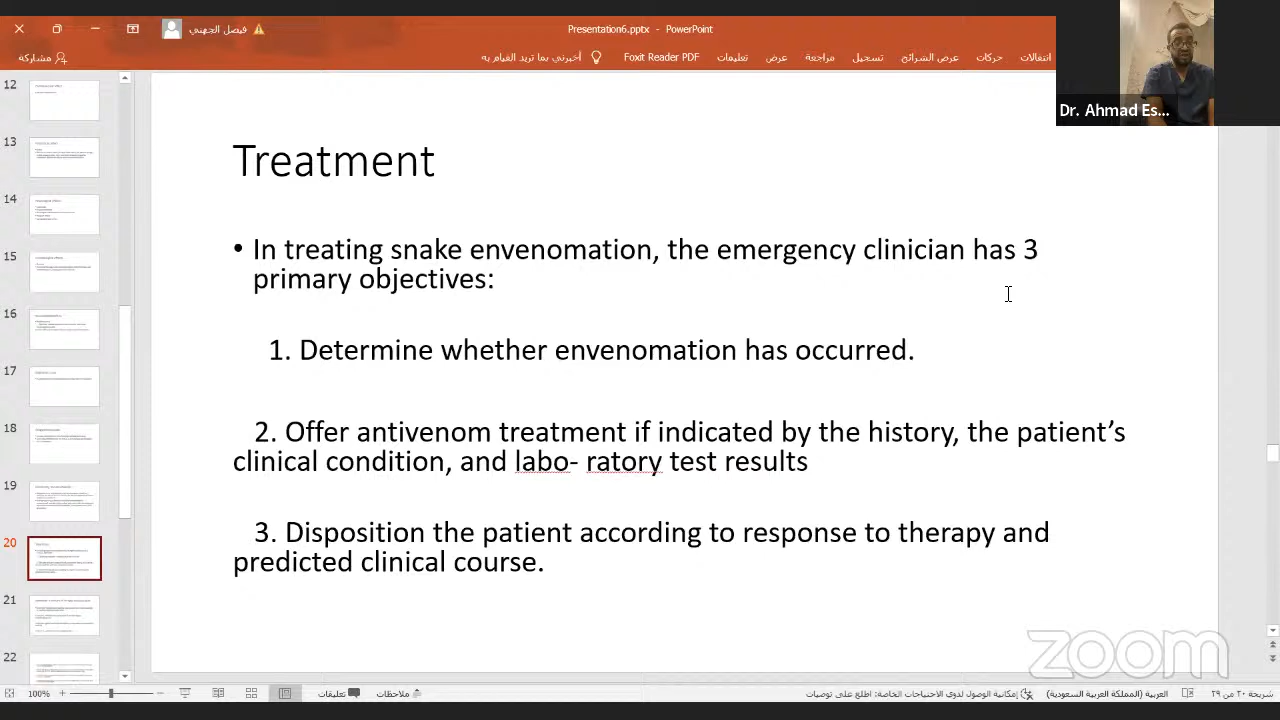 فيصل الجهني
Presentation6.pptx - PowerPoint
مشاركة
أخبرني بما تريد القيام به
Foxit Reader PDF
تعليمات
عرض
مراجعة
تسجيل
عرض الشرائح
حركات
انتقالات
Dr. Ahmad Es...
12
13
14
15
16
17
18
19
20
21
22
Treatment
• In treating snake envenomation, the emergency clinician has 3
primary objectives:
1. Determine whether envenomation has occurred.
2. Offer antivenom treatment if indicated by the history, the patient’s
clinical condition, and labo- ratory test results
3. Disposition the patient according to response to therapy and
predicted clinical course.
zoom
شريحة ٢٠ من ٢٩
العربية (المملكة العربية السعودية)
إمكانية الوصول لذوي الاحتياجات الخاصة: اطلع على توصيات
ملاحظات
تعليقات
100%